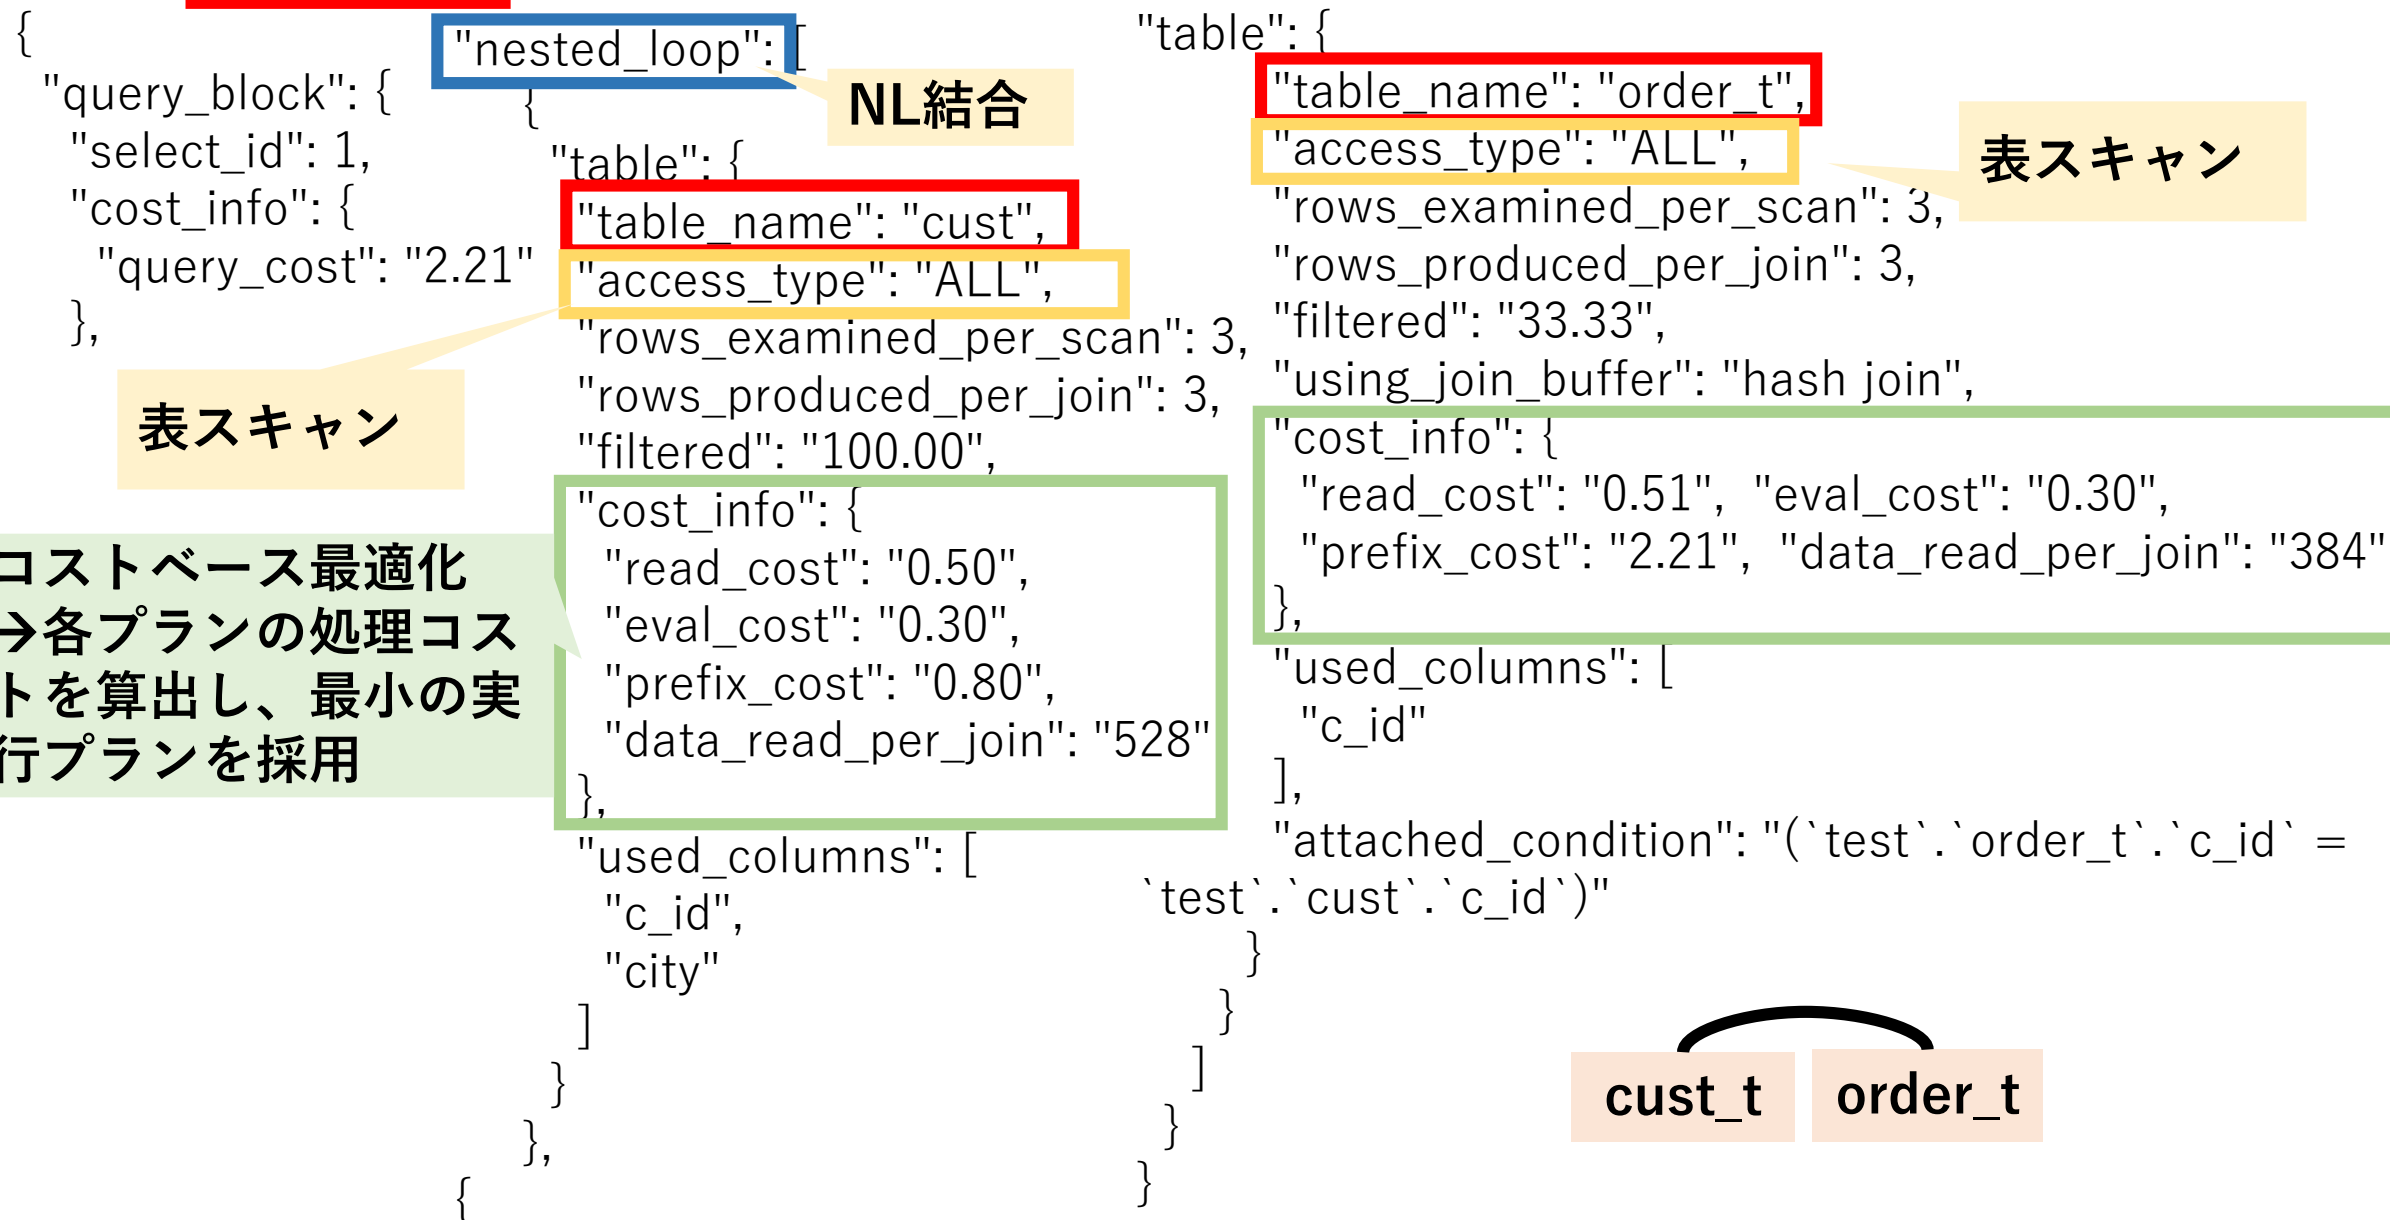 {
"query_block": {
"select_id": 1,
"cost_info": {
"query_cost": "2.21"
},
表スキャン
コストベース最適化
→各プランの処理コス
トを算出し、最小の実
行プランを採用
"nested_loop": [
NL結合
{
"table": {
"table_name": "cust",
"access_type": "ALL",
"rows_examined_per_scan": 3,
"rows_produced_per_join": 3,
"filtered": "100.00",
"cost_info": {
"read_cost": "0.50",
"eval_cost": "0.30",
"prefix_cost": "0.80",
"data_read_per_join": "528"
},
"used_columns": [
"c_id",
"city"
]
}
},
{
"table": {
"table_name": "order_t",
"access_type": "ALL",
表スキャン
"rows_examined_per_scan": 3,
"rows_produced_per_join": 3,
"filtered": "33.33",
"using_join_buffer": "hash join",
"cost_info": {
"read_cost": "0.51", "eval_cost": "0.30",
"prefix_cost": "2.21", "data_read_per_join": "384"
},
"used_columns": [
"c_id"
],
"attached_condition": "(`test`.`order_t`.`c_id` =
`test`.`cust`.`c_id`)"
}
}
]
}
}
cust_t order_t